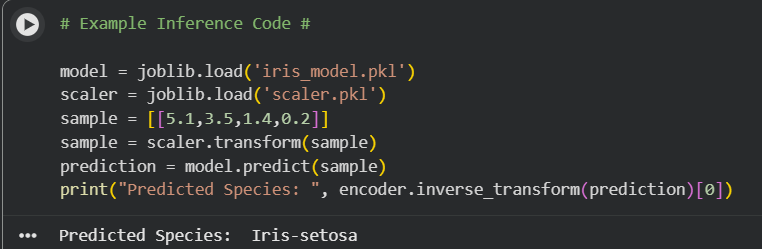 # Example Inference Code #
model = joblib.load('iris_model.pkl')
scaler = joblib.load('scaler.pkl')
sample = [[5.1,3.5,1.4,0.2]]
sample = scaler.transform(sample)
prediction = model.predict(sample)
print("Predicted Species: ", encoder.inverse_transform(prediction)[0])
Predicted Species:  Iris-setosa